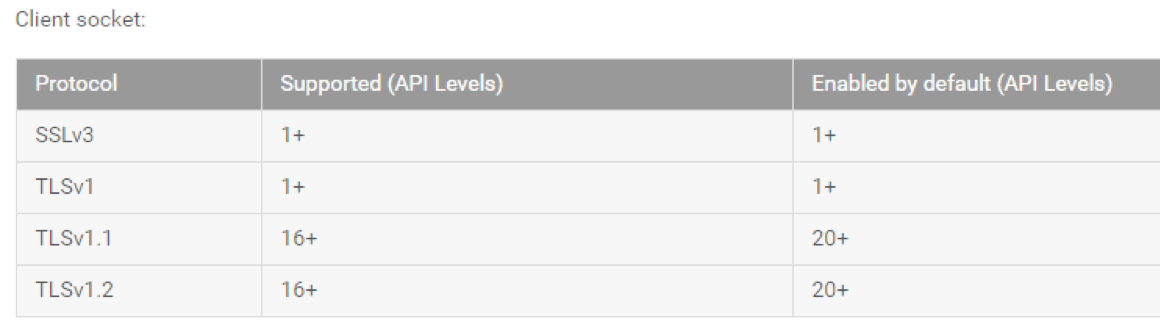 Client socket:
Protocol Supported (API Levels) Enabled by default (API Levels)
SSLv3 1+ 1+
TLSv1 1+ 1+
TLSv1.1 16+ 20+
TLSv1.2 16+ 20+